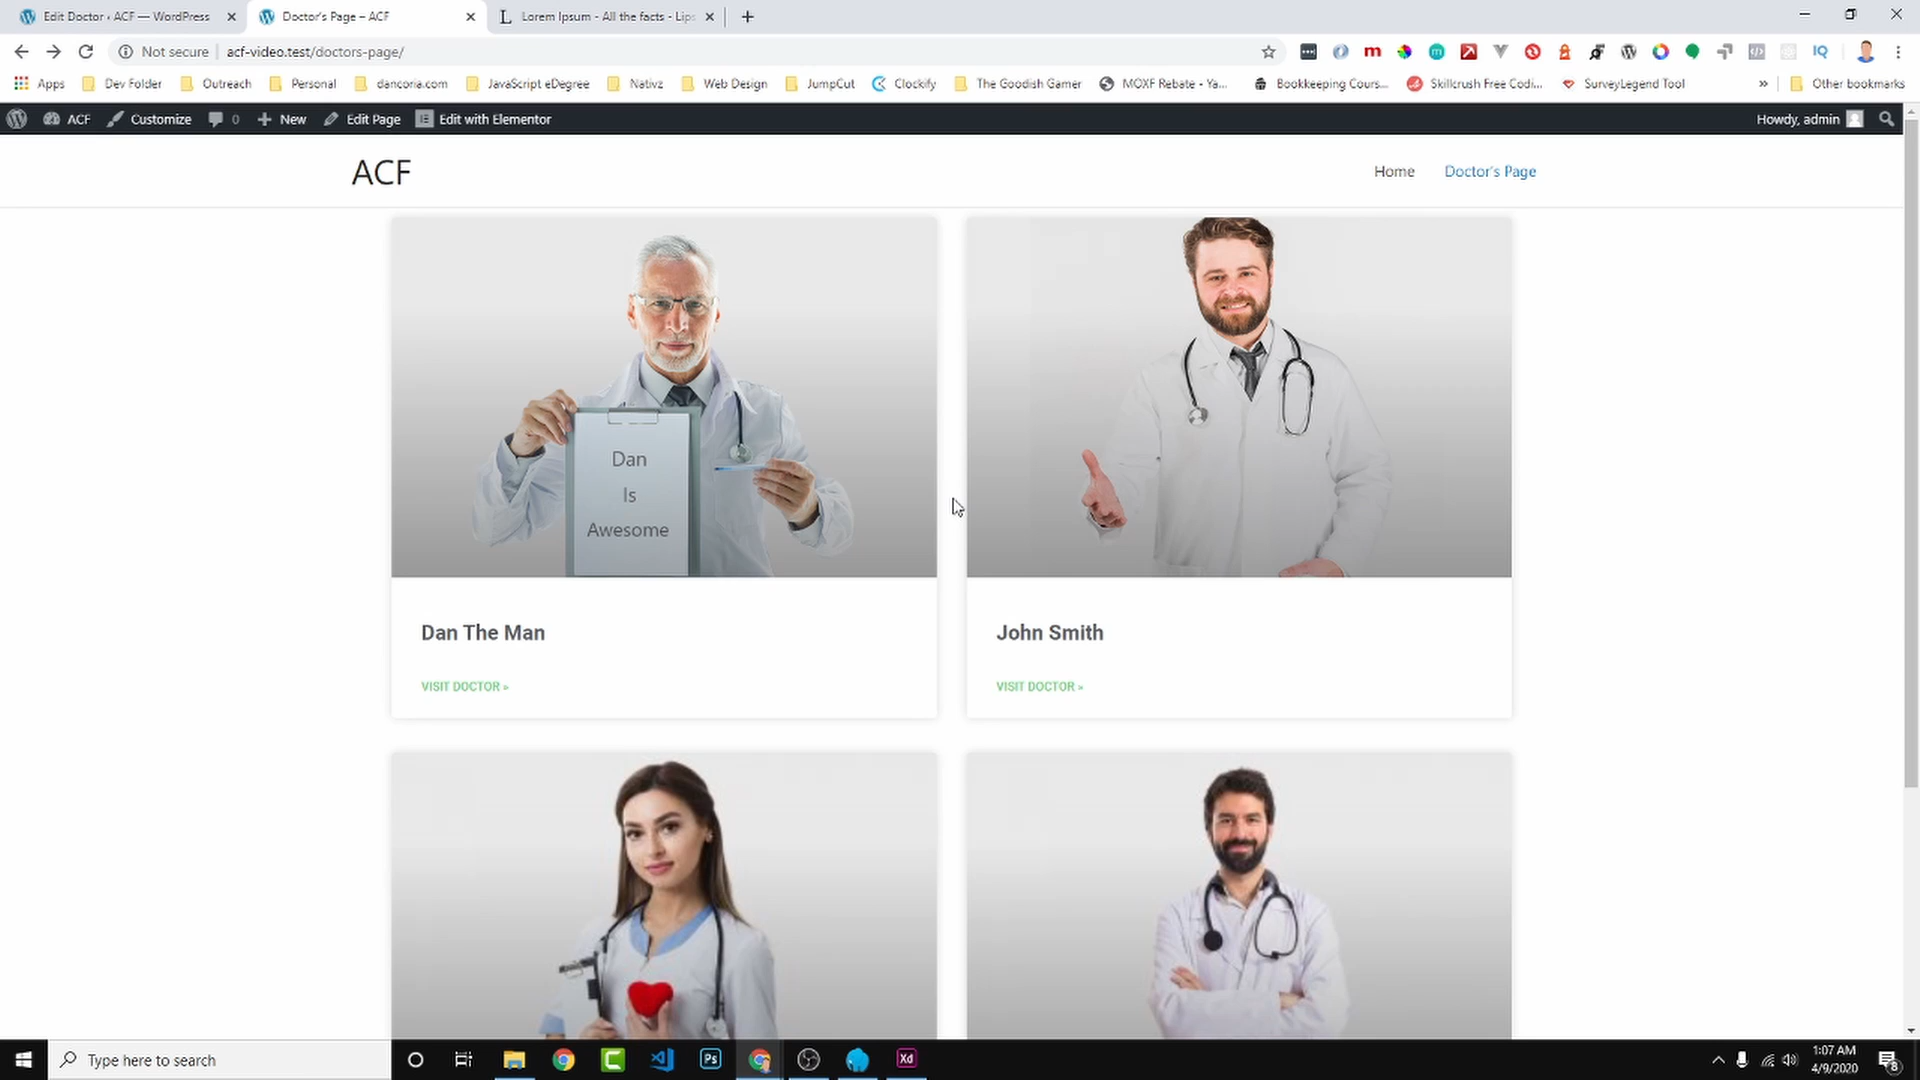 Edit Doctor ‹ ACF — WordPress
Doctor's Page – ACF
Lorem Ipsum - All the facts - Lips
Not secure
acf-video.test/doctors-page/
Apps
Dev Folder
Outreach
Personal
dancoria.com
JavaScript eDegree
Nativz
Web Design
JumpCut
Clockify
The Goodish Gamer
MOXF Rebate - Ya...
Bookkeeping Cours...
Skillcrush Free Codi...
SurveyLegend Tool
»
Other bookmarks
ACF
Customize
0
New
Edit Page
Edit with Elementor
Howdy, admin
ACF
Home
Doctor's Page
Dan
Is
Awesome
Dan The Man
John Smith
VISIT DOCTOR »
VISIT DOCTOR »
Type here to search
Ps
Xd
1:07 AM
4/9/2020
8